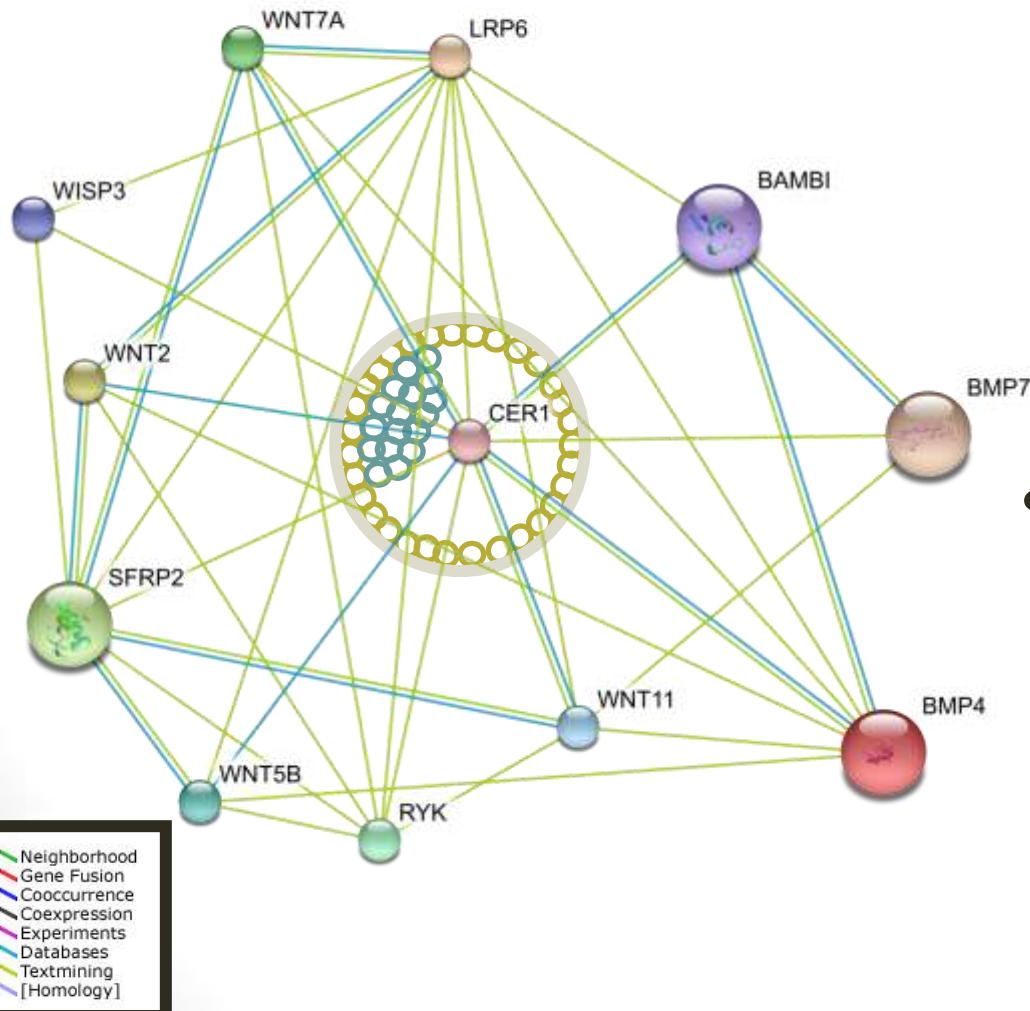 WNT7A
LRP6
WISP3
BAMBI
WNT2
BMP7
CER1
SFRP2
WNT11
BMP4
WNT5B
RYK
Neighborhood
Gene Fusion
Cooccurrence
Coexpression
Experiments
Databases
Textmining
[Homology]